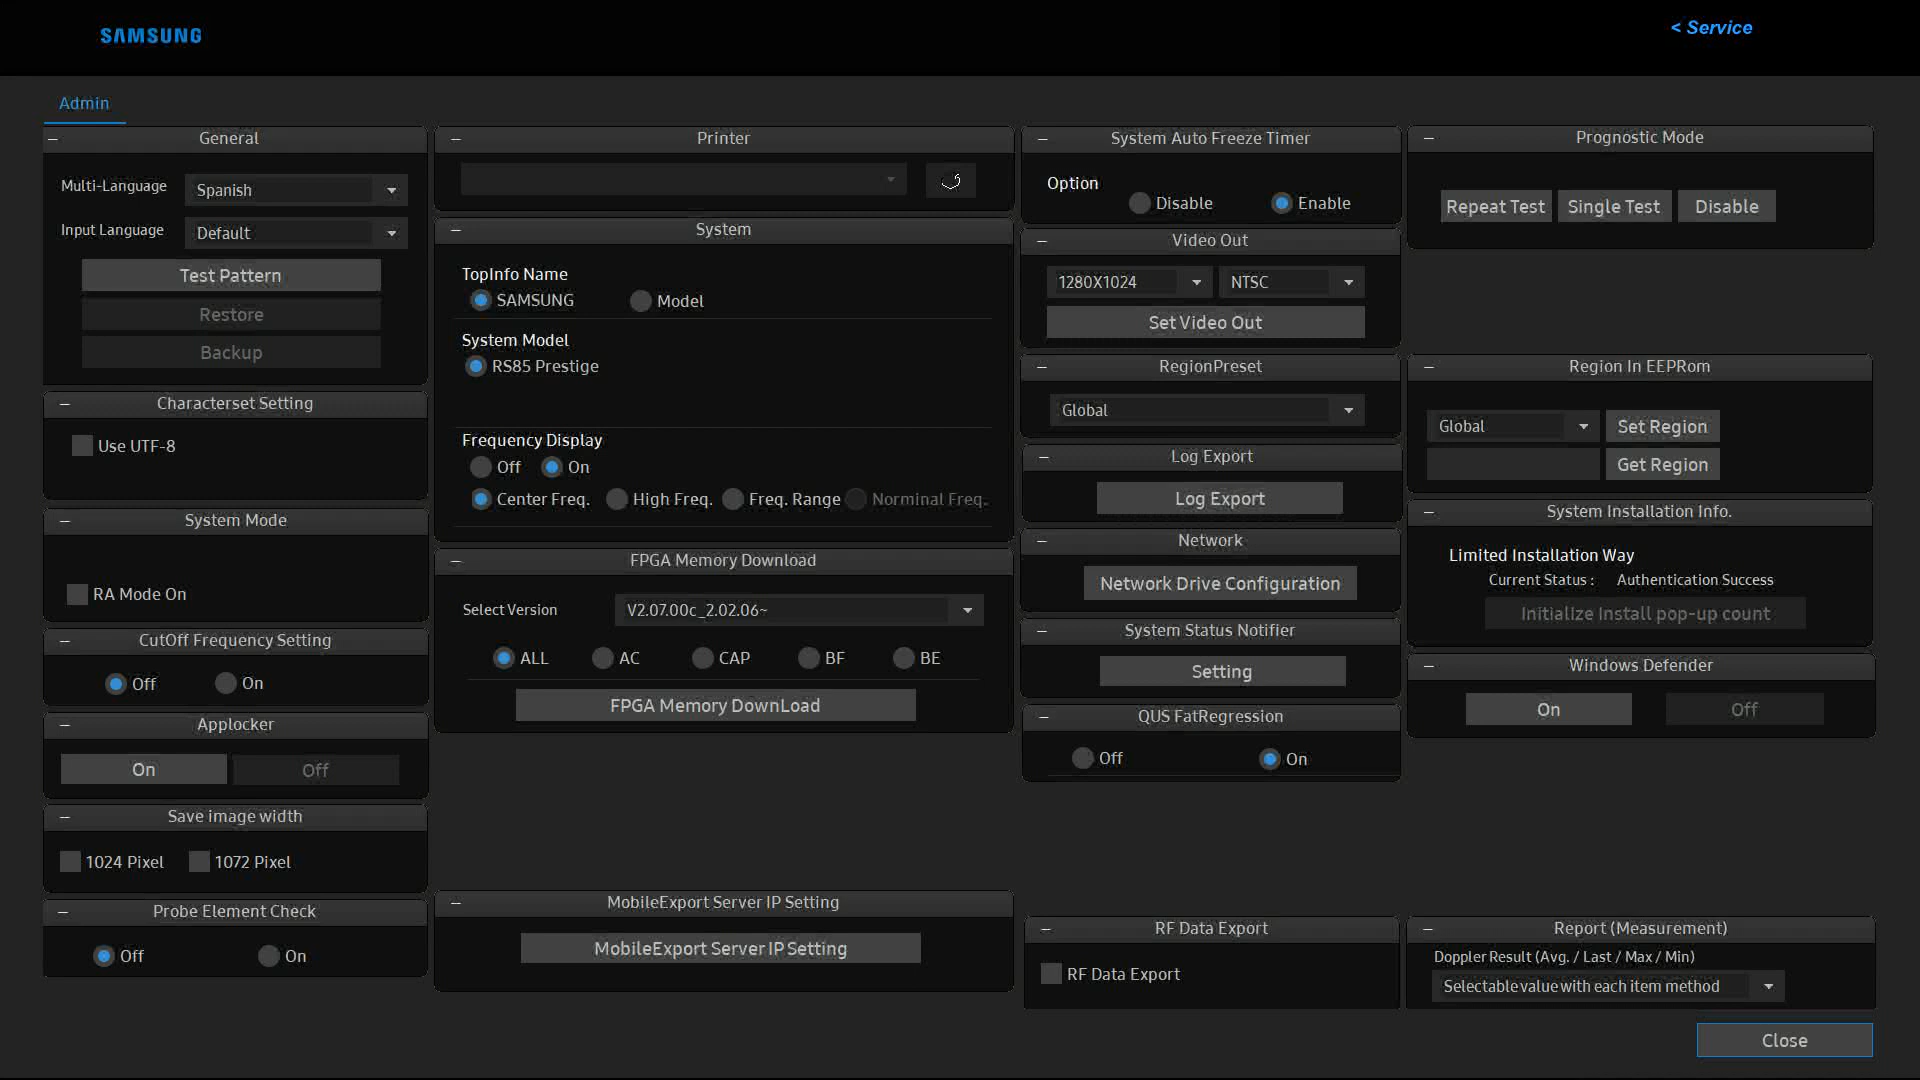 SAMSUNG
< Service
Admin
General
Multi-Language
Spanish
Input Language
Default
Test Pattern
Restore
Backup
Characterset Setting
Use UTF-8
System Mode
RA Mode On
CutOff Frequency Setting
Off
On
Applocker
On
Off
Save image width
1024 Pixel
1072 Pixel
Probe Element Check
Off
On
Printer
System
TopInfo Name
SAMSUNG
Model
System Model
RS85 Prestige
Frequency Display
Off
On
Center Freq.
High Freq.
Freq. Range
Norminal Freq.
FPGA Memory Download
Select Version
V2.07.00c_2.02.06~
ALL
AC
CAP
BF
BE
FPGA Memory DownLoad
MobileExport Server IP Setting
MobileExport Server IP Setting
System Auto Freeze Timer
Option
Disable
Enable
Video Out
1280X1024
NTSC
Set Video Out
RegionPreset
Global
Log Export
Log Export
Network
Network Drive Configuration
System Status Notifier
Setting
QUS FatRegression
Off
On
RF Data Export
RF Data Export
Prognostic Mode
Repeat Test
Single Test
Disable
Region In EEPRom
Global
Set Region
Get Region
System Installation Info.
Limited Installation Way
Current Status : Authentication Success
Initialize Install pop-up count
Windows Defender
On
Off
Report (Measurement)
Doppler Result (Avg. / Last / Max / Min)
Selectable value with each item method
Close